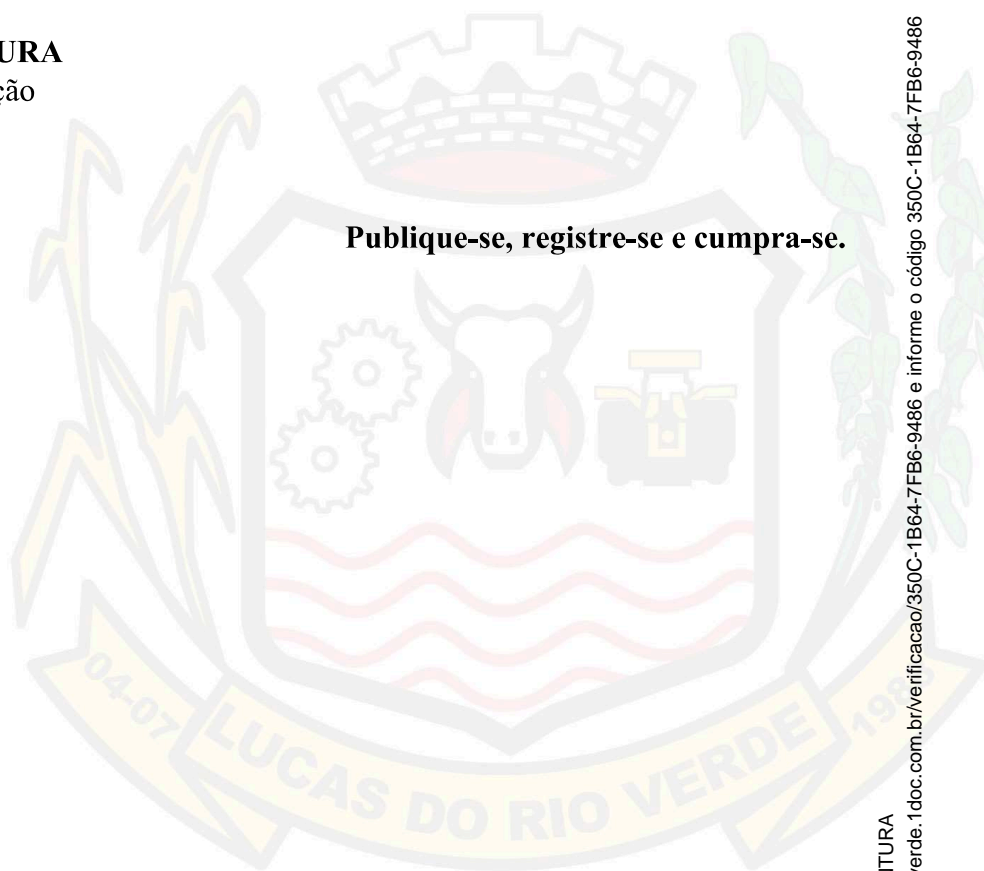 URA
ção
Publique-se, registre-se e cumpra-se.
04-07 LUCAS DO RIO VERDE 1988
ITURA
verde.1doc.com.br/verificacao/350C-1B64-7FB6-9486 e informe o código 350C-1B64-7FB6-9486